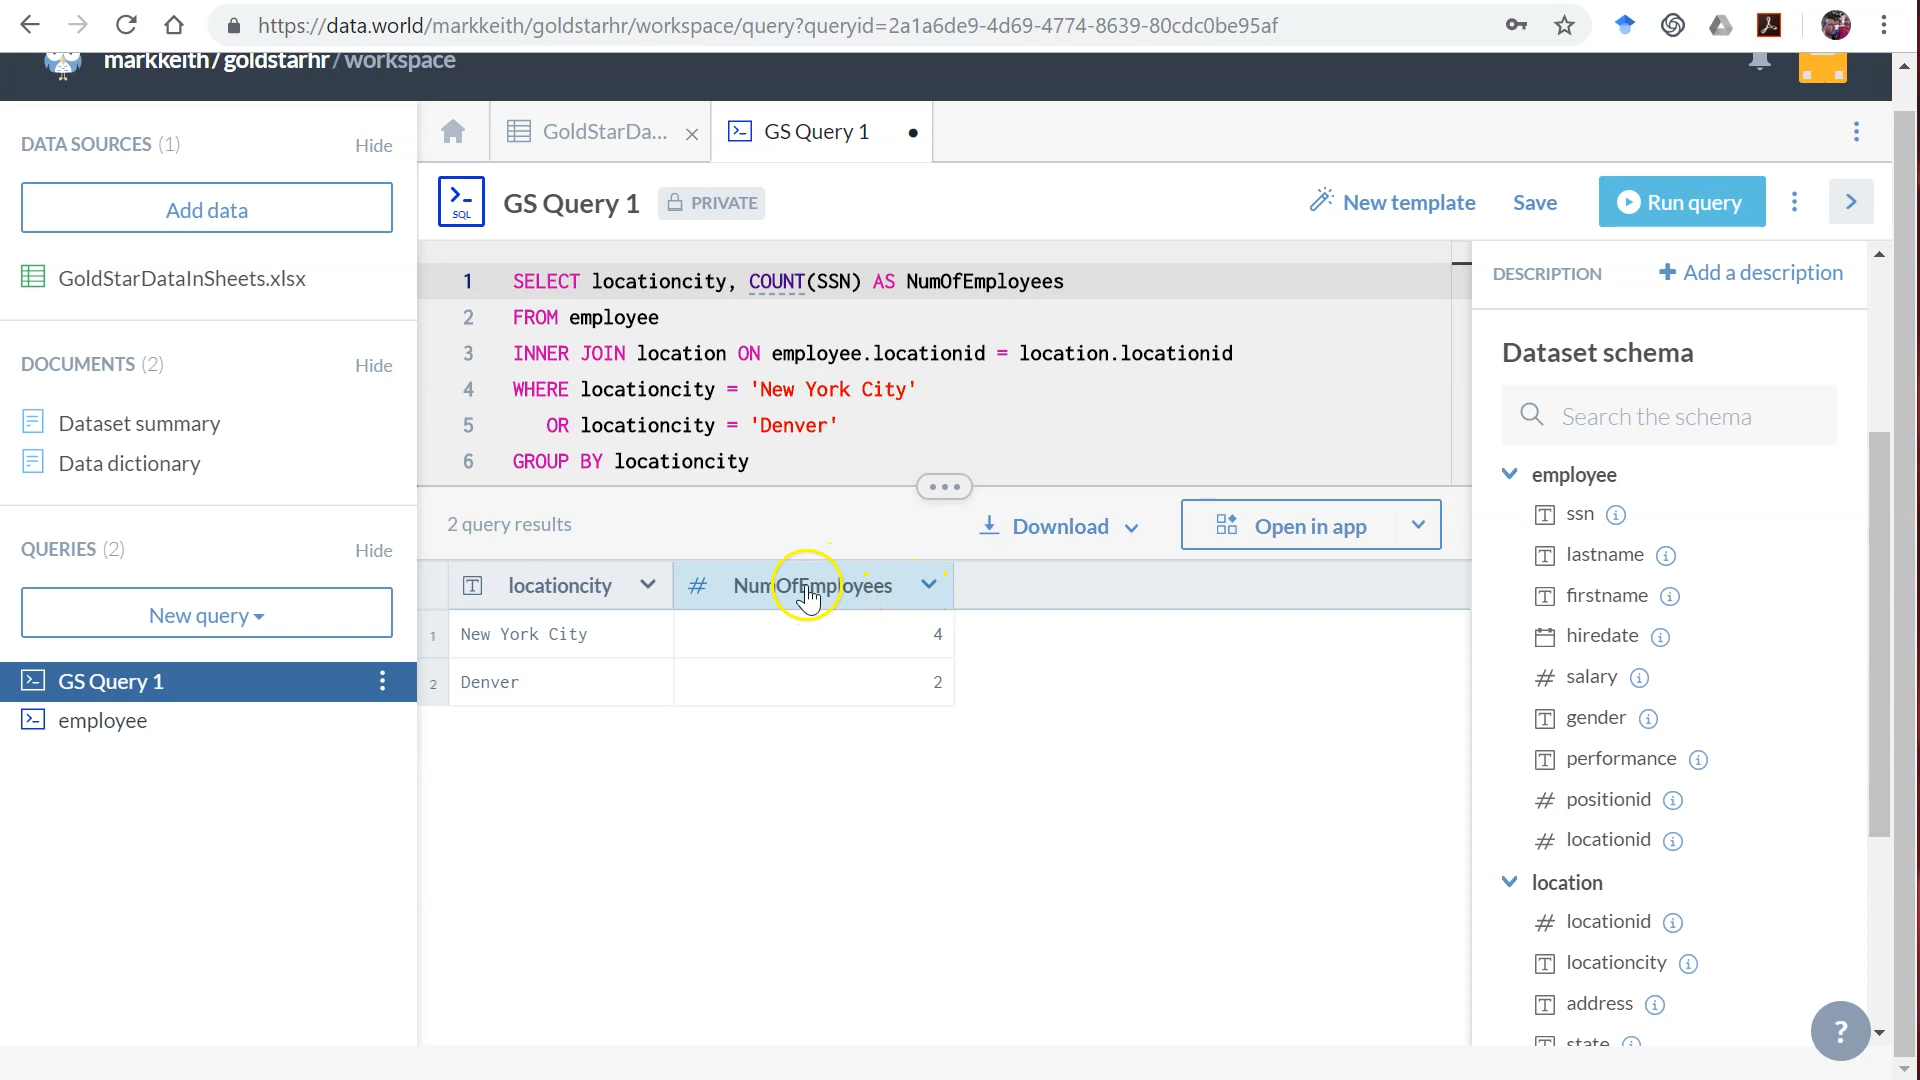 https://data.world/markkeith/goldstarhr/workspace/query?queryid=2a1a6de9-4d69-4774-8639-80cdc0be95af
markkeith/goldstarhr/workspace
DATA SOURCES (1)
Hide
Add data
GoldStarDataInSheets.xlsx
DOCUMENTS (2)
Hide
Dataset summary
Data dictionary
QUERIES (2)
Hide
New query
GS Query 1
employee
GoldStarDa...
GS Query 1
SQL
GS Query 1
PRIVATE
New template
Save
Run query
1 SELECT locationcity, COUNT(SSN) AS NumOfEmployees
2 FROM employee
3 INNER JOIN location ON employee.locationid = location.locationid
4 WHERE locationcity = 'New York City'
5 OR locationcity = 'Denver'
6 GROUP BY locationcity
2 query results
Download
Open in app
locationcity # NumOfEmployees
1 New York City 4
2 Denver 2
DESCRIPTION
+ Add a description
Dataset schema
Search the schema
employee
T ssn
T lastname
T firstname
hiredate
# salary
T gender
T performance
# positionid
# locationid
location
# locationid
T locationcity
T address
T state
?